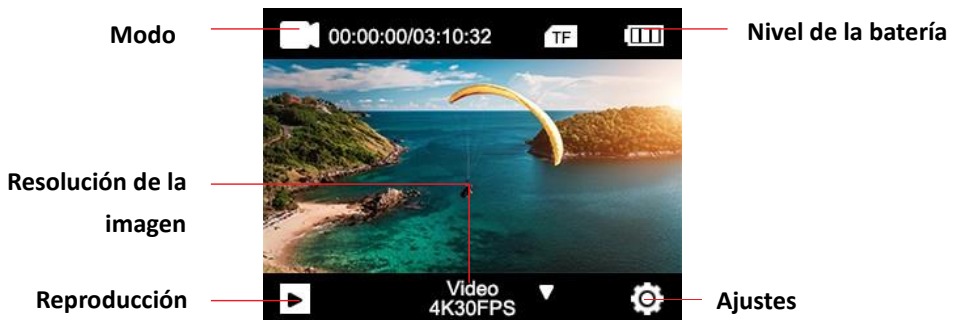 Modo
00:00:00/03:10:32
TF
Nivel de la batería
Resolución de la
imagen
Reproducción
Video
4K30FPS
Ajustes